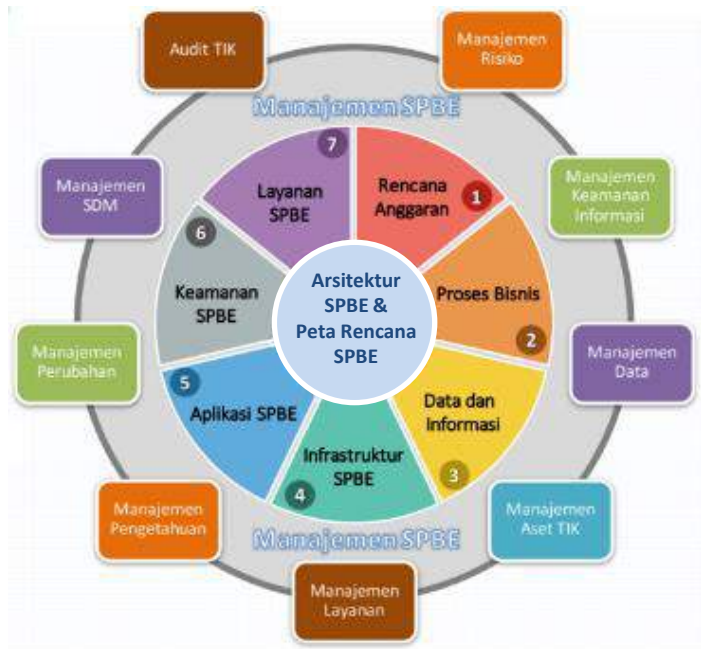 Audit TIK
Manajemen
Risiko
Manajemen SPBE
Manajemen
SDM
Manajemen
Keamanan
Informasi
7
Layanan
SPBE
Rencana
Anggaran
1
6
Keamanan
SPBE
Arsitektur
SPBE &
Peta Rencana
SPBE
Proses Bisnis
2
Manajemen
Perubahan
Manajemen
Data
5
Aplikasi SPBE
Data dan
Informasi
3
Infrastruktur
SPBE
4
Manajemen
Pengetahuan
Manajemen
Aset TIK
Manajemen SPBE
Manajemen
Layanan